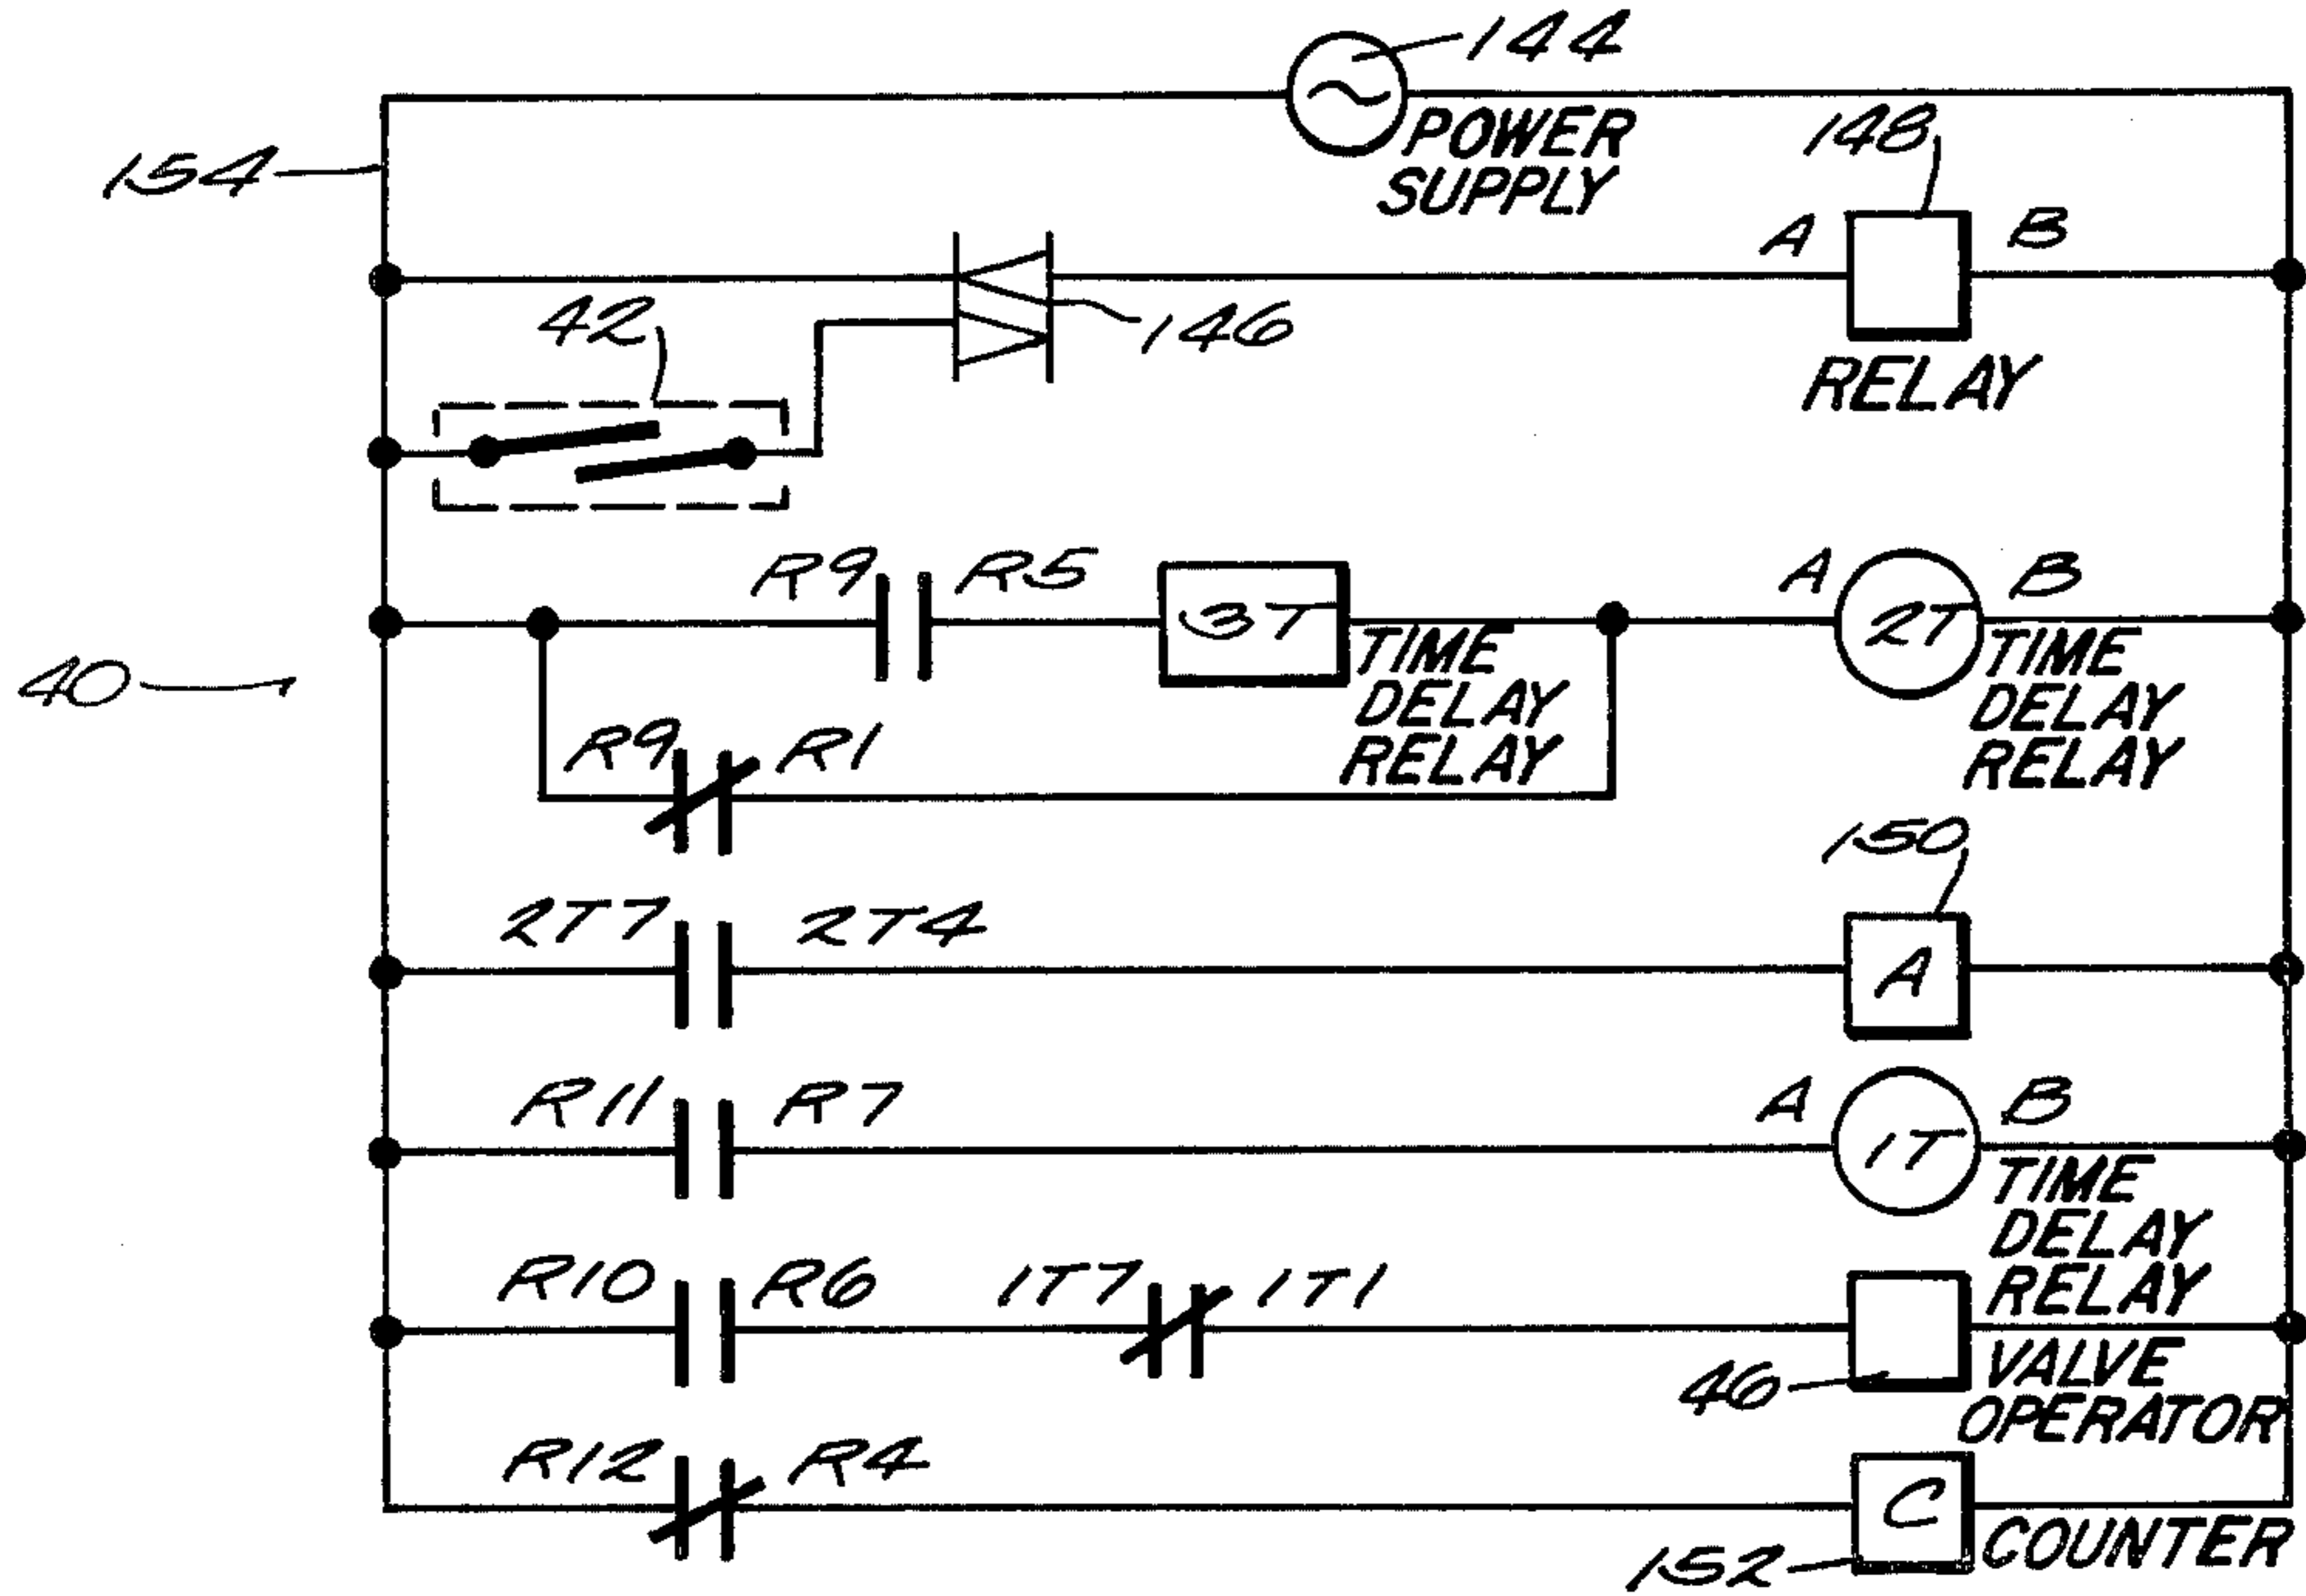 144
POWER
SUPPLY
154
148
A
B
RELAY
146
42
R9
R5
3T
TIME
DELAY
RELAY
A
2T
B
TIME
DELAY
RELAY
40
R9
R1
150
2T7
2T4
A
R11
R7
A
1T
B
TIME
DELAY
RELAY
R10
R6
1T7
1T1
46
VALVE
OPERATOR
R12
R4
C
COUNTER
152